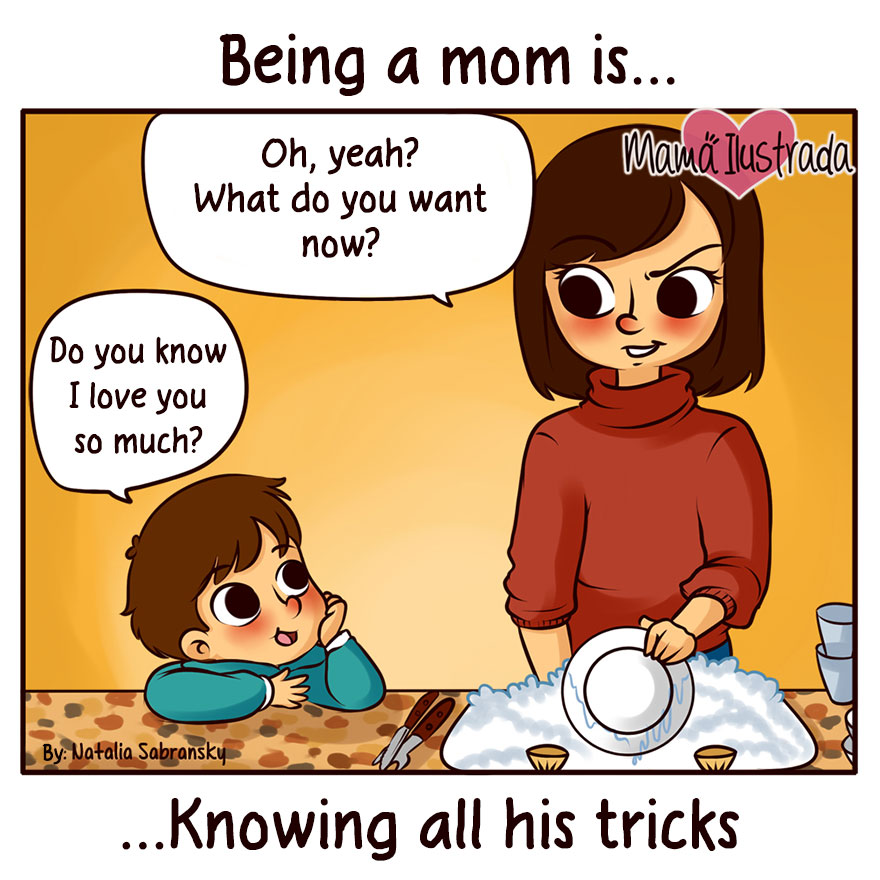 Being a mom is...
Mamá Ilustrada
Do you know
I love you
so much?
Oh, yeah?
What do you want
now?
By: Natalia Sabransky
...Knowing all his tricks